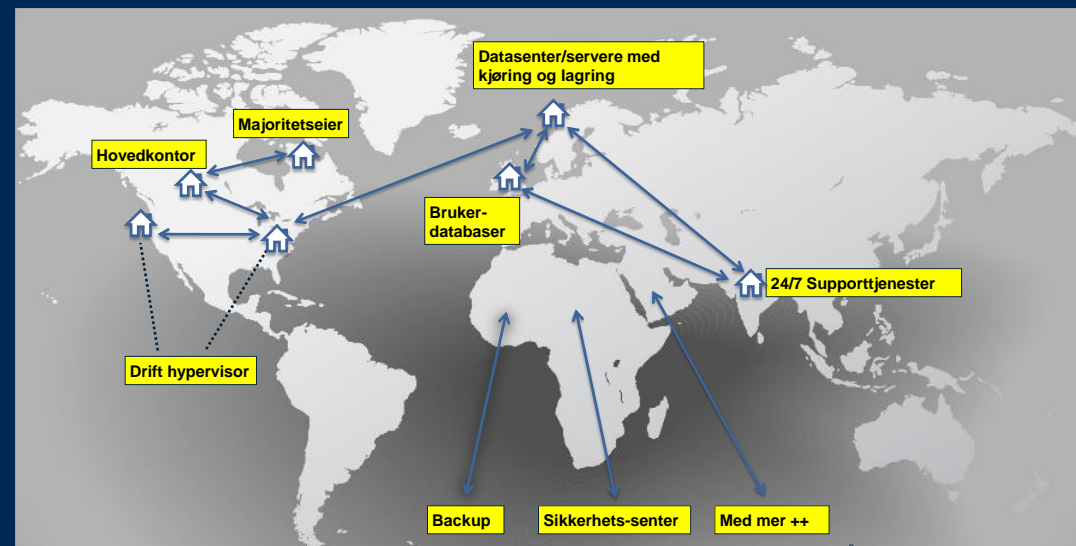 Datasenter/servere med
kjøring og lagring
Majoritetseier
Hovedkontor
Bruker-
databaser
24/7 Supporttjenester
Drift hypervisor
Backup
Sikkerhets-senter
Med mer ++